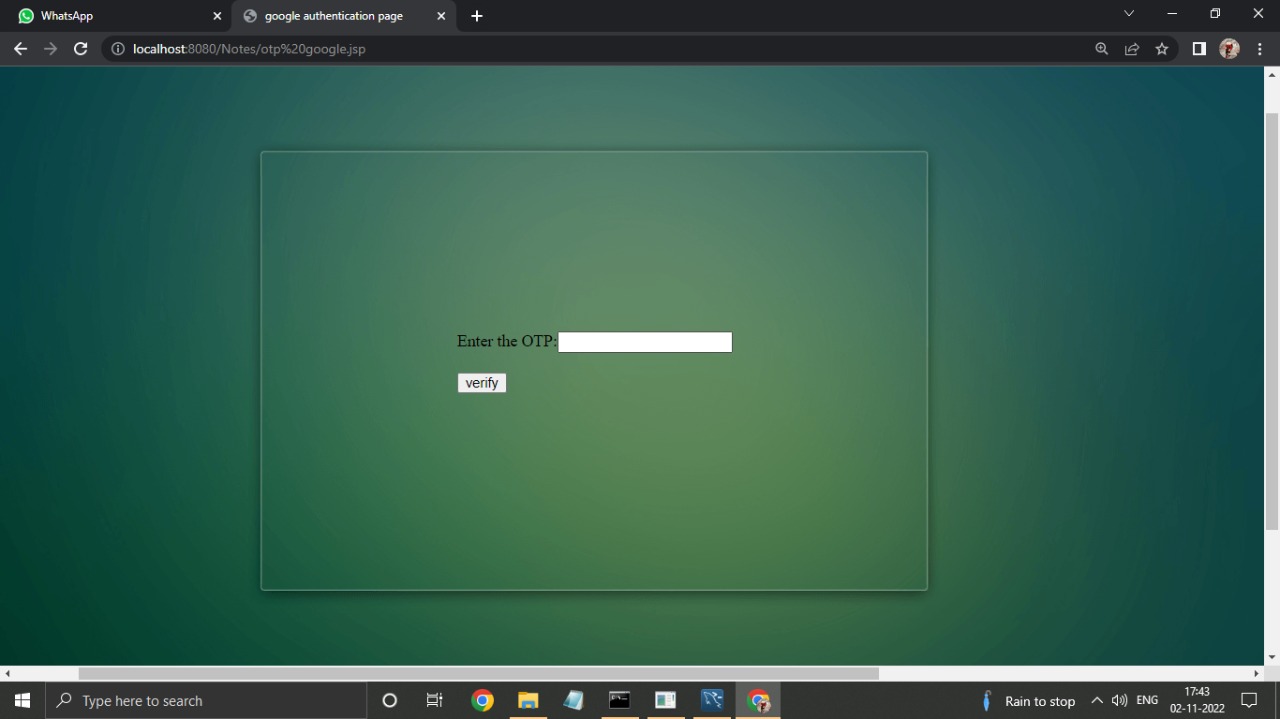 WhatsApp
google authentication page
localhost:8080/Notes/otp%20google.jsp
Enter the OTP:
verify
Type here to search
Rain to stop
ENG
17:43
02-11-2022